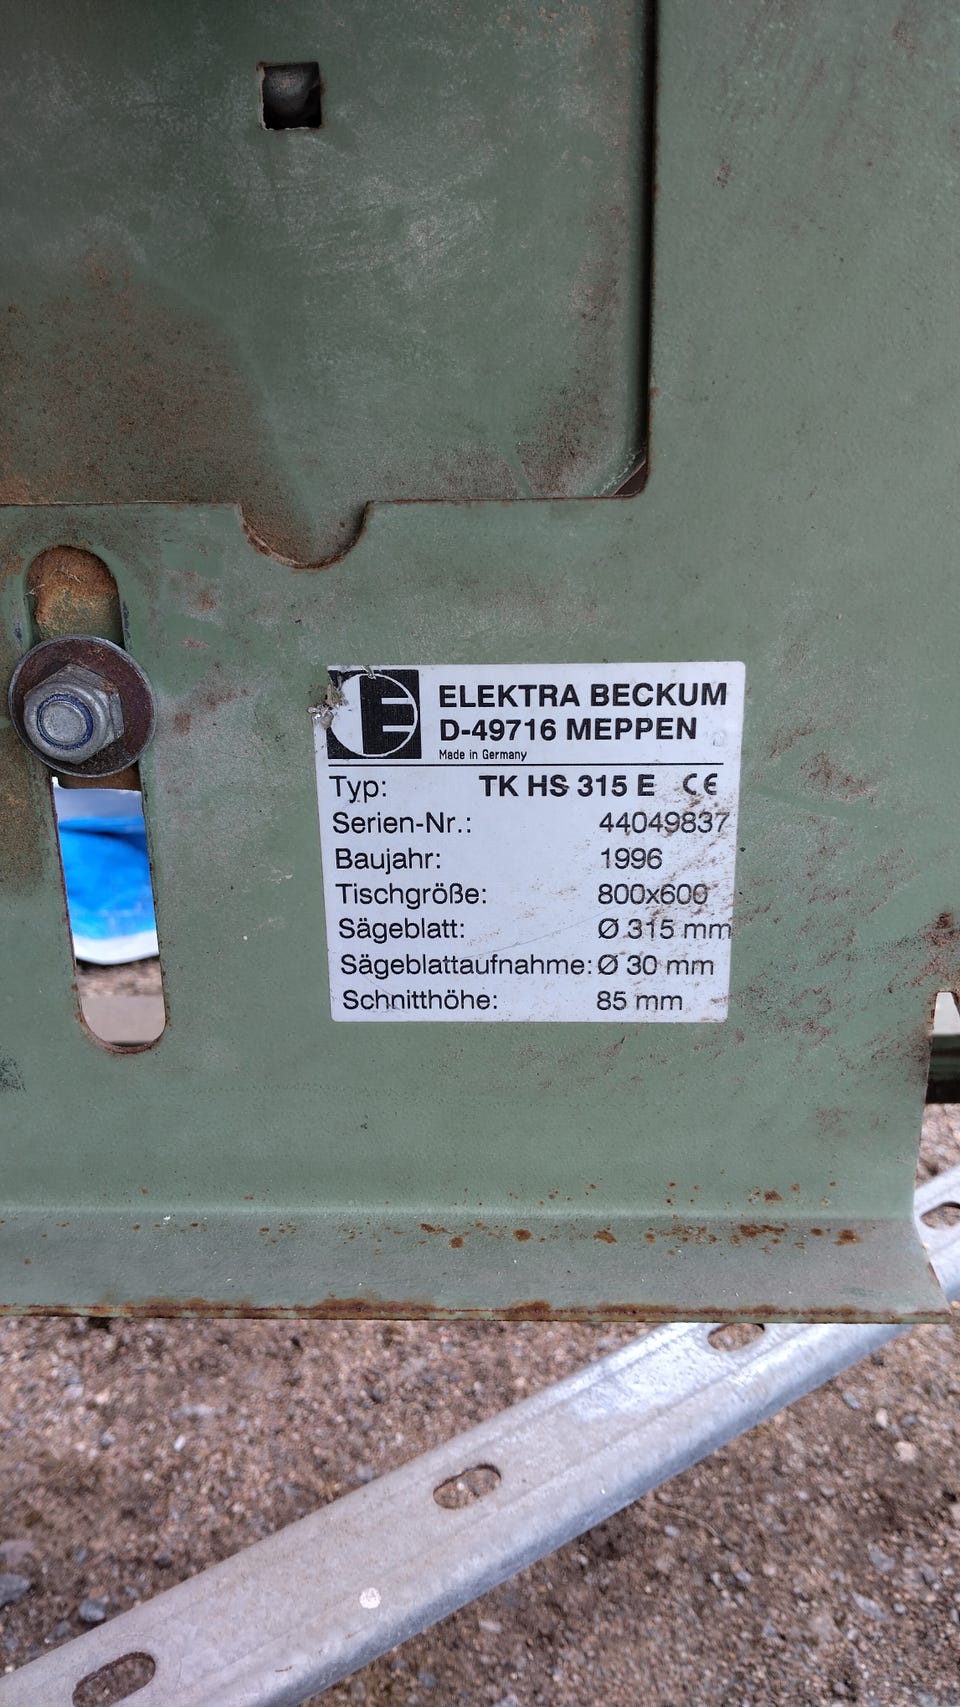 E
ELEKTRA BECKUM
D-49716 MEPPEN
Made in Germany
Typ: TK HS 315 E CE
Serien-Nr.: 44049837
Baujahr: 1996
Tischgröße: 800x600
Sägeblatt: Ø 315 mm
Sägeblattaufnahme: Ø 30 mm
Schnitthöhe: 85 mm